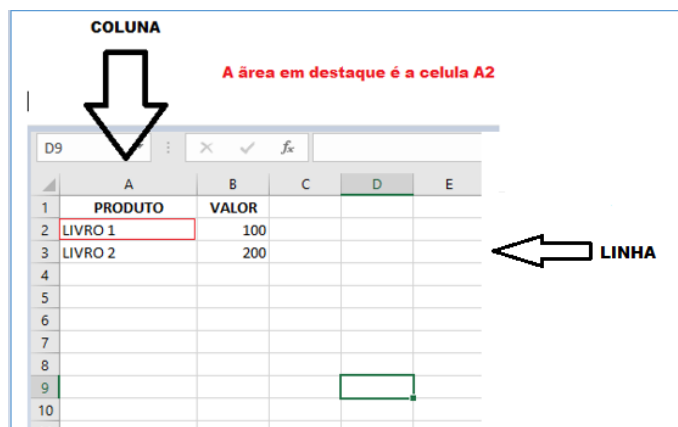 COLUNA
A ärea em destaque é a celula A2
D9 fx
A B C D E
1 PRODUTO VALOR
2 LIVRO 1 100
3 LIVRO 2 200
LINHA
4
5
6
7
8
9
10